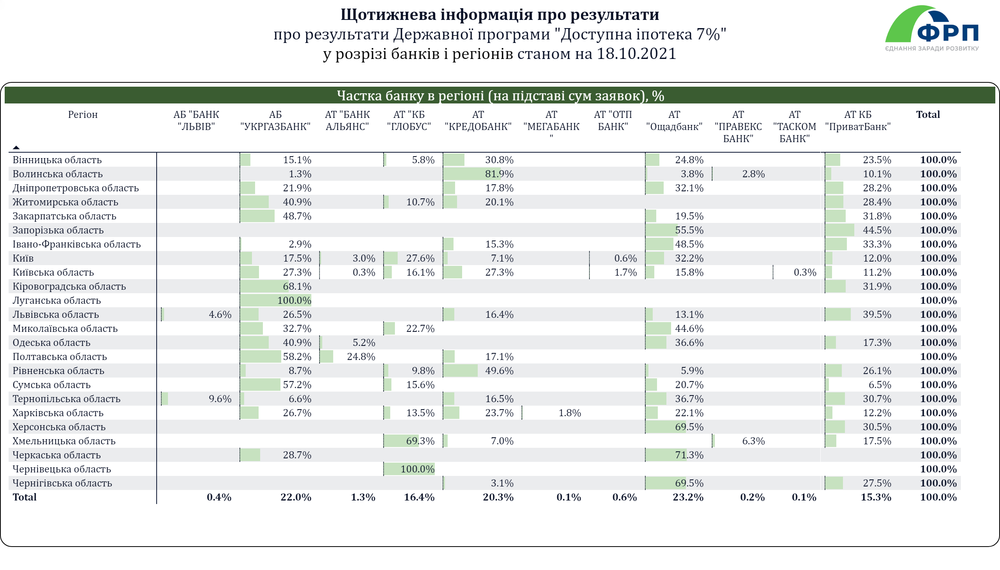 Щотижнева інформація про результати
про результати Державної програми "Доступна іпотека 7%"
у розрізі банків і регіонів станом на 18.10.2021
ФРП
ЄДНАННЯ ЗАРАДИ РОЗВИТКУ
Частка банку в регіоні (на підставі сум заявок), %
Регіон АБ "БАНК "ЛЬВІВ" АБ "УКРГАЗБАНК" АТ "БАНК АЛЬЯНС" АТ "КБ "ГЛОБУС" АТ "КРЕДОБАНК" АТ "МЕГАБАНК" АТ "ОТП БАНК" АТ "Ощадбанк" АТ "ПРАВЕКС БАНК" АТ "ТАСКОМ БАНК" АТ КБ "ПриватБанк" Total
Вінницька область 15.1% 5.8% 30.8% 24.8% 23.5% 100.0%
Волинська область 1.3% 81.9% 3.8% 2.8% 10.1% 100.0%
Дніпропетровська область 21.9% 17.8% 32.1% 28.2% 100.0%
Житомирська область 40.9% 10.7% 20.1% 28.4% 100.0%
Закарпатська область 48.7% 19.5% 31.8% 100.0%
Запорізька область 55.5% 44.5% 100.0%
Івано-Франківська область 2.9% 15.3% 48.5% 33.3% 100.0%
Київ 17.5% 3.0% 27.6% 7.1% 0.6% 32.2% 12.0% 100.0%
Київська область 27.3% 0.3% 16.1% 27.3% 1.7% 15.8% 0.3% 11.2% 100.0%
Кіровоградська область 68.1% 31.9% 100.0%
Луганська область 100.0% 100.0%
Львівська область 4.6% 26.5% 16.4% 13.1% 39.5% 100.0%
Миколаївська область 32.7% 22.7% 44.6% 100.0%
Одеська область 40.9% 5.2% 36.6% 17.3% 100.0%
Полтавська область 58.2% 24.8% 17.1% 100.0%
Рівненська область 8.7% 9.8% 49.6% 5.9% 26.1% 100.0%
Сумська область 57.2% 15.6% 20.7% 6.5% 100.0%
Тернопільська область 9.6% 6.6% 16.5% 36.7% 30.7% 100.0%
Харківська область 26.7% 13.5% 23.7% 1.8% 22.1% 12.2% 100.0%
Херсонська область 69.5% 30.5% 100.0%
Хмельницька область 69.3% 7.0% 6.3% 17.5% 100.0%
Черкаська область 28.7% 71.3% 100.0%
Чернівецька область 100.0% 100.0%
Чернігівська область 3.1% 69.5% 27.5% 100.0%
Total 0.4% 22.0% 1.3% 16.4% 20.3% 0.1% 0.6% 23.2% 0.2% 0.1% 15.3% 100.0%